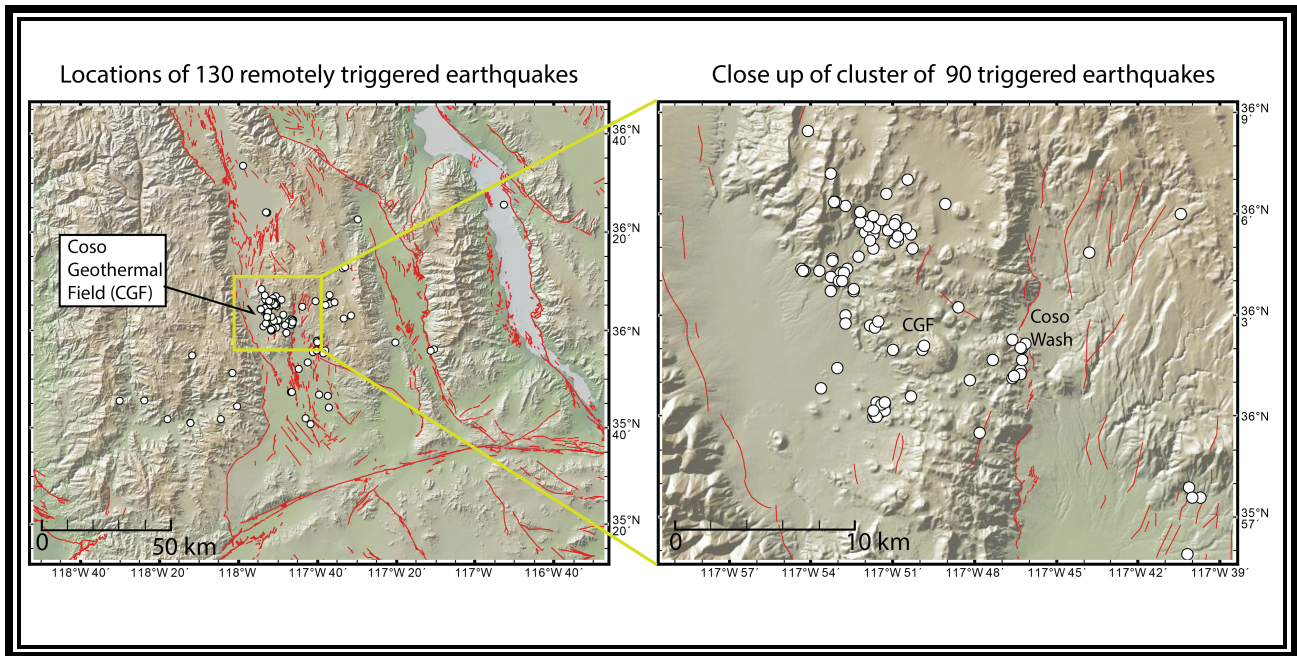 Locations of 130 remotely triggered earthquakes
Coso
Geothermal
Field (CGF)
36°N
40´
36°N
20´
36°N
35°N
40´
35°N
20´
0
50 km
118°W 40´
118°W 20´
118°W
117°W 40´
117°W 20´
117°W
116°W 40´
Close up of cluster of 90 triggered earthquakes
36°N
9´
36°N
6´
36°N
3´
36°N
35°N
57´
CGF
Coso
Wash
0
10 km
117°W 57´
117°W 54´
117°W 51´
117°W 48´
117°W 45´
117°W 42´
117°W 39´